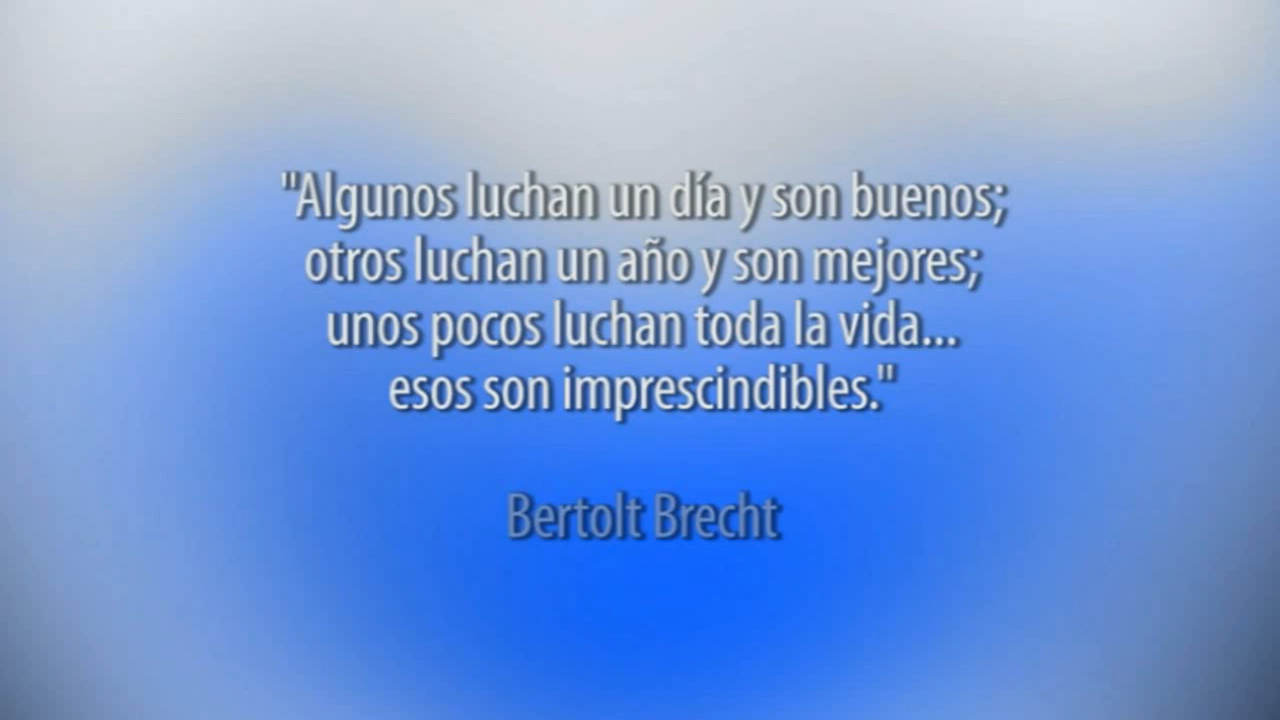 "Algunos luchan un día y son buenos;
otros luchan un año y son mejores;
unos pocos luchan toda la vida...
esos son imprescindibles."
Bertolt Brecht